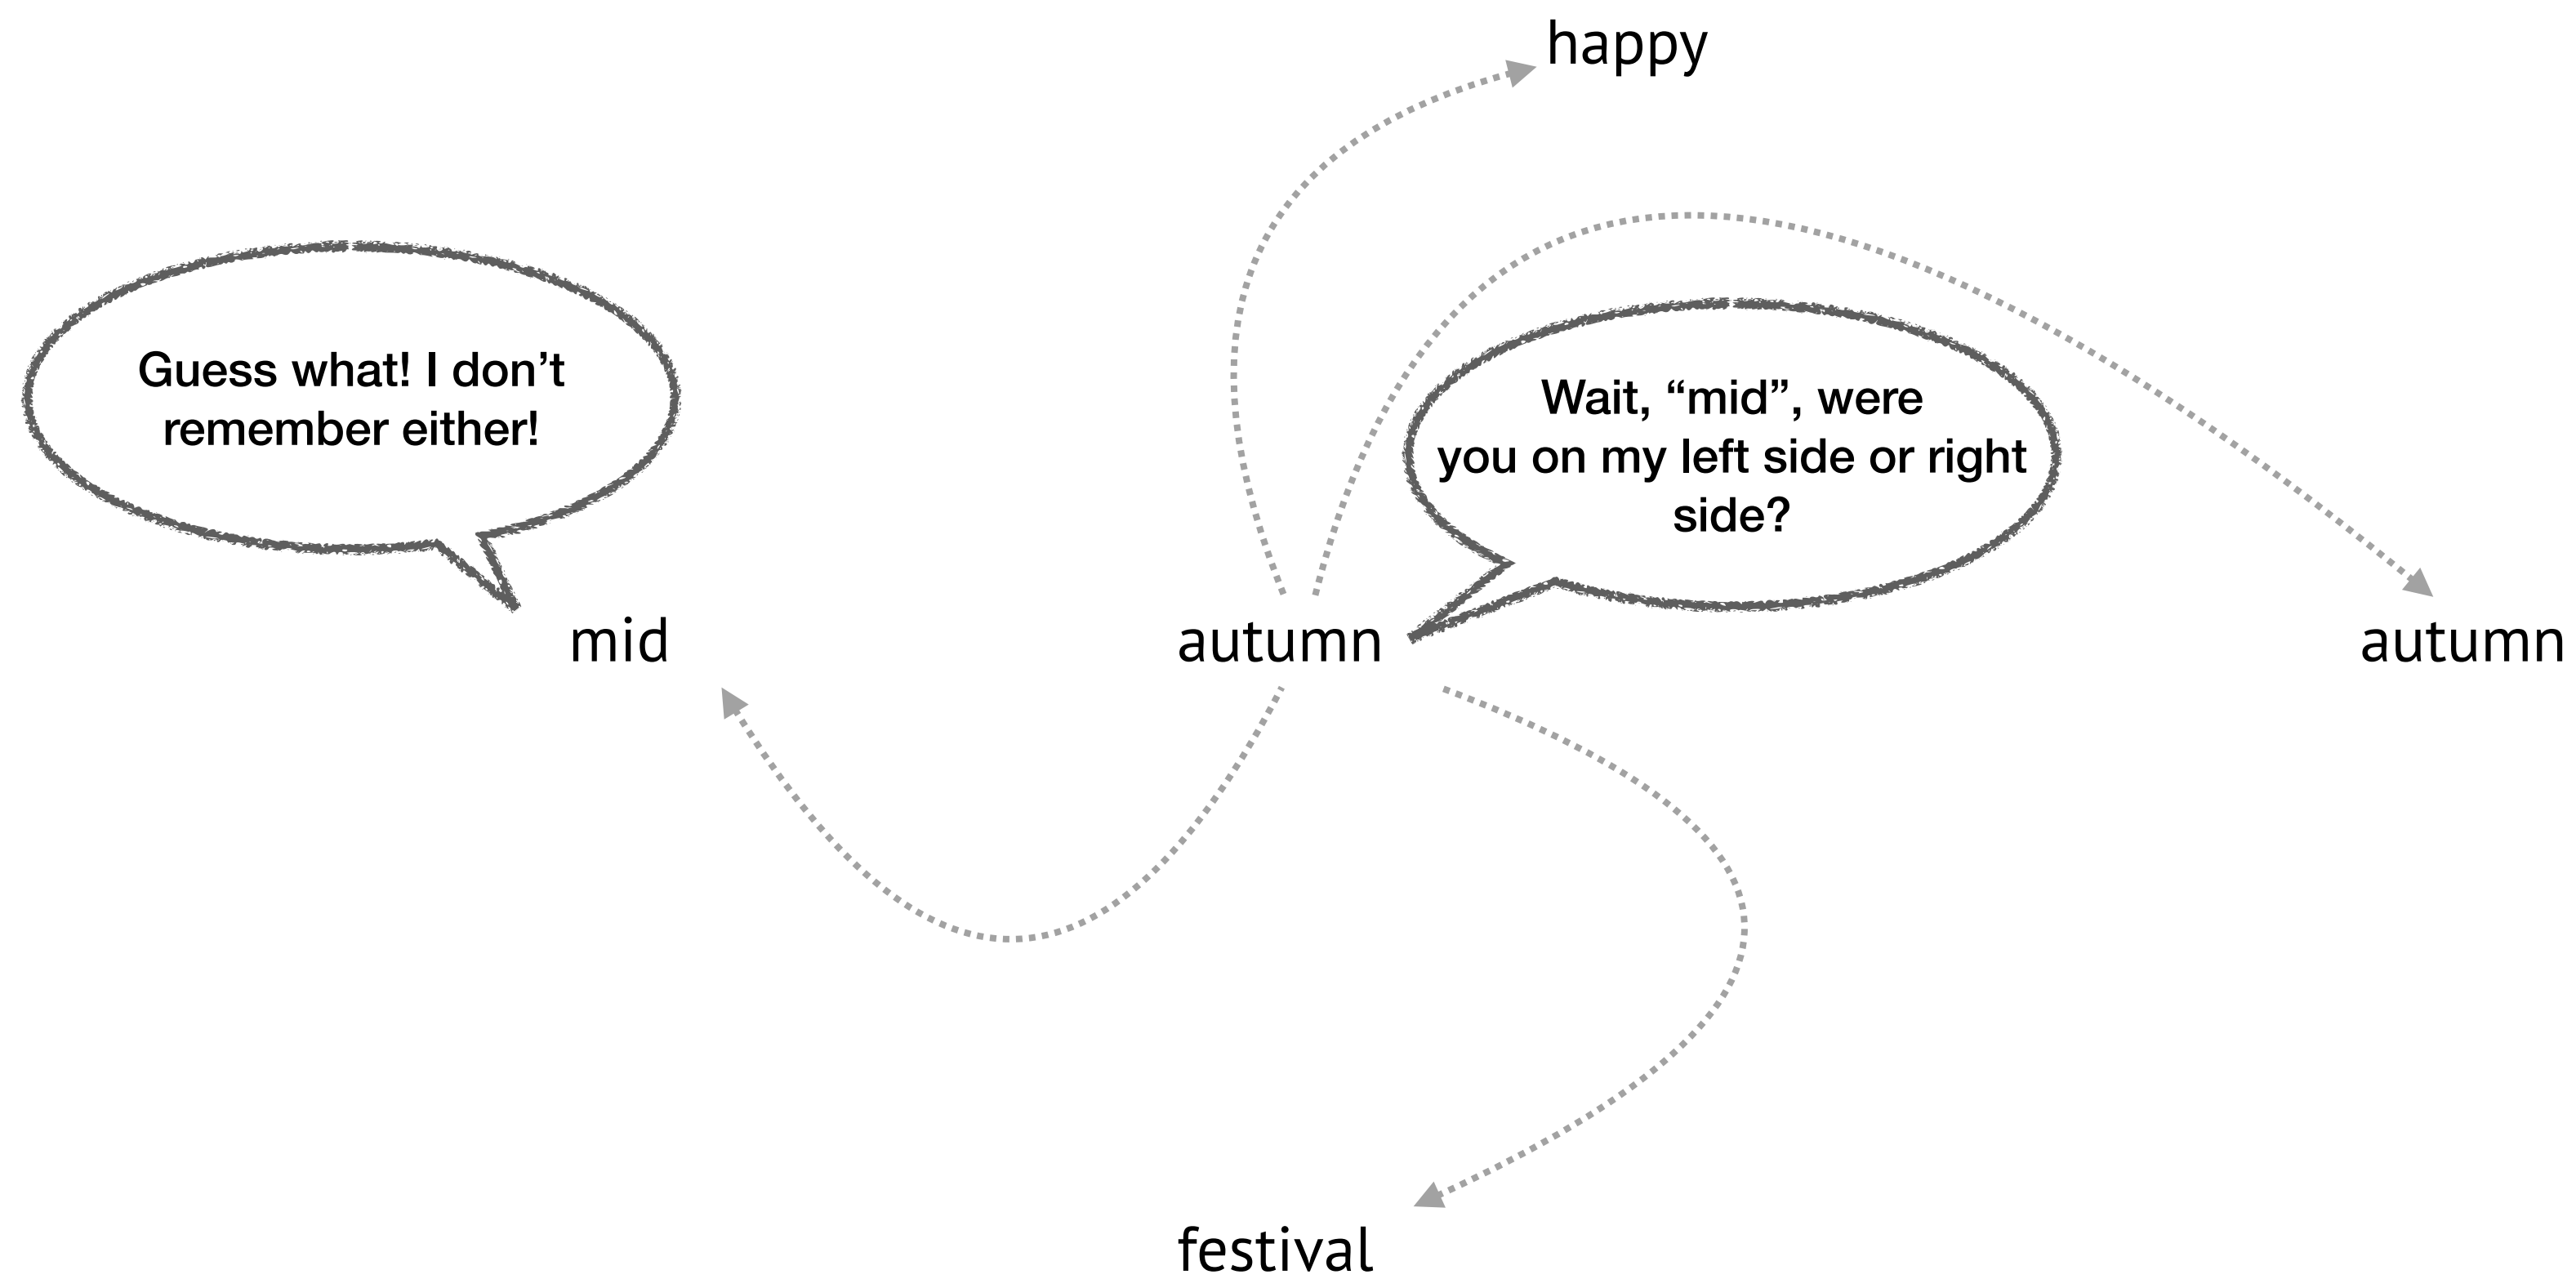 happy
Guess what! I don’t
remember either!
Wait, “mid”, were
you on my left side or right
side?
mid
autumn
autumn
festival